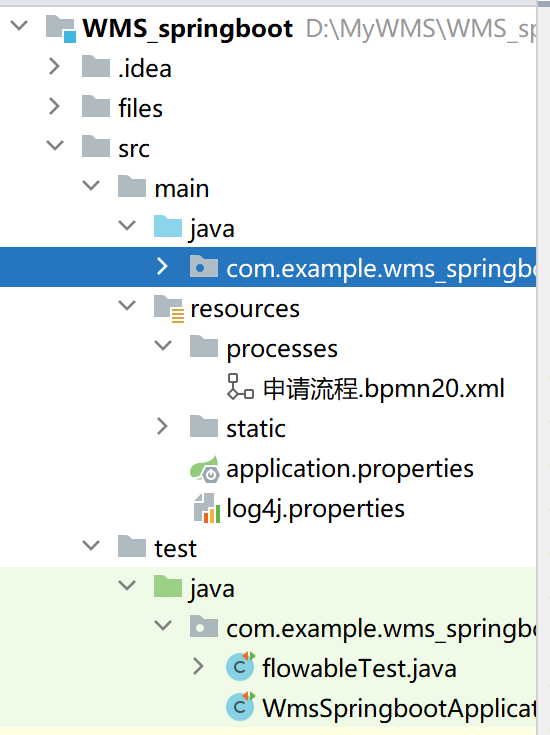 WMS_springboot D:\MyWMS\WMS_sp
.idea
files
src
main
java
com.example.wms_springbo
resources
processes
申请流程.bpmn20.xml
static
application.properties
log4j.properties
test
java
com.example.wms_springbo
flowableTest.java
WmsSpringbootApplicat